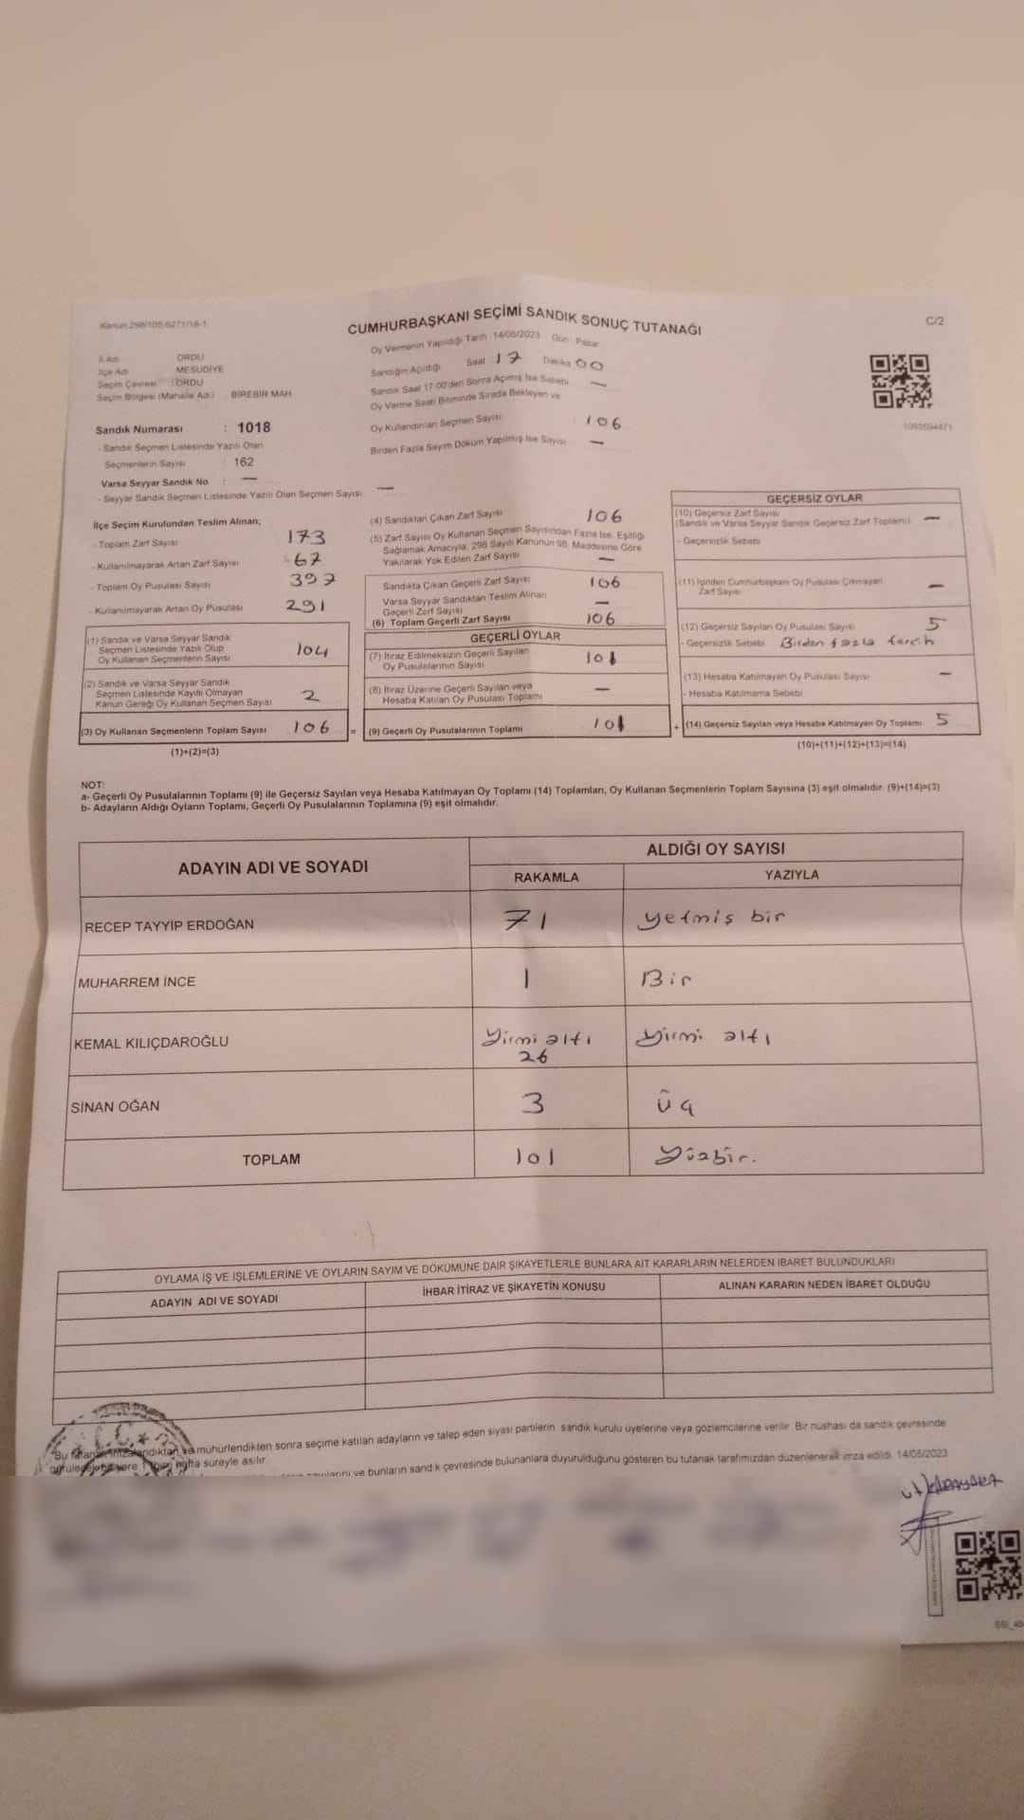 Kanun:298/105-6271/18-1
CUMHURBAŞKANI SEÇİMİ SANDIK SONUÇ TUTANAĞI
C/2
Oy Vermenin Yapıldığı Tarih 14/05/2023 Gün: Pazar
İl Adı ORDU
İlçe Adı MESUDİYE
Seçim Çevresi : ORDU
Seçim Bölgesi (Mahalle Adı) BİREBİR MAH
Sandığın Açıldığı Saat 17 Dakika 00
Sandık Saat 17:00'den Sonra Açılmış İse Sebebi —
Oy Verme Saati Bitiminde Sırada Bekleyen ve
Oy Kullandırılan Seçmen Sayısı : 106
Birden Fazla Sayım Döküm Yapılmış İse Sayısı —
Sandık Numarası : 1018
- Sandık Seçmen Listesinde Yazılı Olan
Seçmenlerin Sayısı : 162
Varsa Seyyar Sandık No : —
- Seyyar Sandık Seçmen Listesinde Yazılı Olan Seçmen Sayısı —
İlçe Seçim Kurulundan Teslim Alınan;
- Toplam Zarf Sayısı 173
- Kullanılmayarak Artan Zarf Sayısı 67
- Toplam Oy Pusulası Sayısı 397
- Kullanılmayarak Artan Oy Pusulası 291
(1) Sandık ve Varsa Seyyar Sandık
Seçmen Listesinde Yazılı Olup
Oy Kullanan Seçmenlerin Sayısı 104
(2) Sandık ve Varsa Seyyar Sandık
Seçmen Listesinde Kayıtlı Olmayan
Kanun Gereği Oy Kullanan Seçmen Sayısı 2
(3) Oy Kullanan Seçmenlerin Toplam Sayısı 106
(1)+(2)=(3)
(4) Sandıktan Çıkan Zarf Sayısı 106
(5) Zarf Sayısı Oy Kullanan Seçmen Sayısından Fazla İse, Eşitliği
Sağlamak Amacıyla, 298 Sayılı Kanunun 98. Maddesine Göre
Yakılarak Yok Edilen Zarf Sayısı —
Sandıkta Çıkan Geçerli Zarf Sayısı 106
Varsa Seyyar Sandıktan Teslim Alınan
Geçerli Zarf Sayısı —
(6) Toplam Geçerli Zarf Sayısı 106
GEÇERLİ OYLAR
(7) İtiraz Edilmeksizin Geçerli Sayılan
Oy Pusulalarının Sayısı 101
(8) İtiraz Üzerine Geçerli Sayılan veya
Hesaba Katılan Oy Pusulası Toplamı —
= (9) Geçerli Oy Pusulalarının Toplamı 101
GEÇERSİZ OYLAR
(10) Geçersiz Zarf Sayısı
(Sandık ve Varsa Seyyar Sandık Geçersiz Zarf Toplamı) —
- Geçersizlik Sebebi
(11) İçinden Cumhurbaşkanı Oy Pusulası Çıkmayan
Zarf Sayısı —
(12) Geçersiz Sayılan Oy Pusulası Sayısı 5
- Geçersizlik Sebebi Birden fazla tercih
(13) Hesaba Katılmayan Oy Pusulası Sayısı —
- Hesaba Katılmama Sebebi
+ (14) Geçersiz Sayılan veya Hesaba Katılmayan Oy Toplamı 5
(10)+(11)+(12)+(13)=(14)
NOT:
a- Geçerli Oy Pusulalarının Toplamı (9) ile Geçersiz Sayılan veya Hesaba Katılmayan Oy Toplamı (14) Toplamları, Oy Kullanan Seçmenlerin Toplam Sayısına (3) eşit olmalıdır. (9)+(14)=(3)
b- Adayların Aldığı Oyların Toplamı, Geçerli Oy Pusulalarının Toplamına (9) eşit olmalıdır.
ADAYIN ADI VE SOYADI
ALDIĞI OY SAYISI
RAKAMLA YAZIYLA
RECEP TAYYİP ERDOĞAN 71 yetmiş bir
MUHARREM İNCE 1 Bir
KEMAL KILIÇDAROĞLU Yirmi altı 26 Yirmi altı
SİNAN OĞAN 3 üç
TOPLAM 101 Yüzbir.
OYLAMA İŞ VE İŞLEMLERİNE VE OYLARIN SAYIM VE DÖKÜMÜNE DAİR ŞİKAYETLERLE BUNLARA AİT KARARLARIN NELERDEN İBARET BULUNDUKLARI
ADAYIN ADI VE SOYADI İHBAR İTİRAZ VE ŞİKAYETİN KONUSU ALINAN KARARIN NEDEN İBARET OLDUĞU
mühürlendikten sonra seçime katılan adayların ve talep eden siyasi partilerin sandık kurulu üyelerine veya gözlemcilerine verilir. Bir nüshası da sandık çevresinde
hafta süreyle asılır.
ve bunların sandık çevresinde bulunanlara duyurulduğunu gösteren bu tutanak tarafımızdan düzenlenerek imza edildi. 14/05/2023